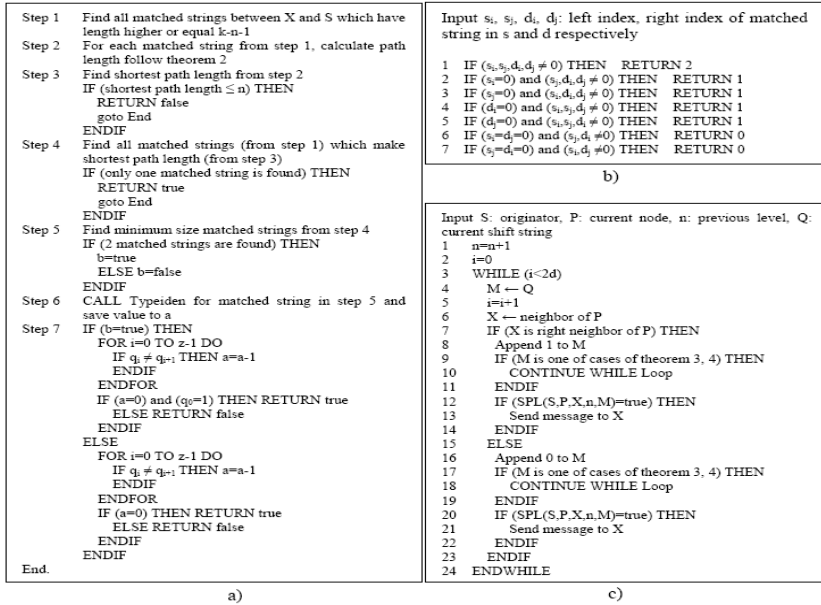 Step 1 Find all matched strings between X and S which have
length higher or equal k-n-1
Step 2 For each matched string from step 1, calculate path
length follow theorem 2
Step 3 Find shortest path length from step 2
IF (shortest path length ≤ n) THEN
RETURN false
goto End
ENDIF
Step 4 Find all matched strings (from step 1) which make
shortest path length (from step 3)
IF (only one matched string is found) THEN
RETURN true
goto End
ENDIF
Step 5 Find minimum size matched strings from step 4
IF (2 matched strings are found) THEN
b=true
ELSE b=false
ENDIF
Step 6 CALL Typeiden for matched string in step 5 and
save value to a
Step 7 IF (b=true) THEN
FOR i=0 TO z-1 DO
IF qᵢ ≠ qᵢ₊₁ THEN a=a-1
ENDIF
ENDFOR
IF (a=0) and (q₀=1) THEN RETURN true
ELSE RETURN false
ENDIF
ELSE
FOR i=0 TO z-1 DO
IF qᵢ ≠ qᵢ₊₁ THEN a=a-1
ENDIF
ENDFOR
IF (a=0) THEN RETURN true
ELSE RETURN false
ENDIF
ENDIF
End.
a)
Input sᵢ, sⱼ, dᵢ, dⱼ: left index, right index of matched
string in s and d respectively
1 IF (sᵢ,sⱼ,dᵢ,dⱼ ≠ 0) THEN RETURN 2
2 IF (sᵢ=0) and (sⱼ,dᵢ,dⱼ ≠ 0) THEN RETURN 1
3 IF (sⱼ=0) and (sᵢ,dᵢ,dⱼ ≠ 0) THEN RETURN 1
4 IF (dᵢ=0) and (sᵢ,sⱼ,dⱼ ≠ 0) THEN RETURN 1
5 IF (dⱼ=0) and (sᵢ,sⱼ,dᵢ ≠ 0) THEN RETURN 1
6 IF (sᵢ=dⱼ=0) and (sⱼ,dᵢ ≠0) THEN RETURN 0
7 IF (sⱼ=dᵢ=0) and (sᵢ,dⱼ ≠0) THEN RETURN 0
b)
Input S: originator, P: current node, n: previous level, Q:
current shift string
1 n=n+1
2 i=0
3 WHILE (i<2d)
4 M ← Q
5 i=i+1
6 X ← neighbor of P
7 IF (X is right neighbor of P) THEN
8 Append 1 to M
9 IF (M is one of cases of theorem 3, 4) THEN
10 CONTINUE WHILE Loop
11 ENDIF
12 IF (SPL(S,P,X,n,M)=true) THEN
13 Send message to X
14 ENDIF
15 ELSE
16 Append 0 to M
17 IF (M is one of cases of theorem 3, 4) THEN
18 CONTINUE WHILE Loop
19 ENDIF
20 IF (SPL(S,P,X,n,M)=true) THEN
21 Send message to X
22 ENDIF
23 ENDIF
24 ENDWHILE
c)